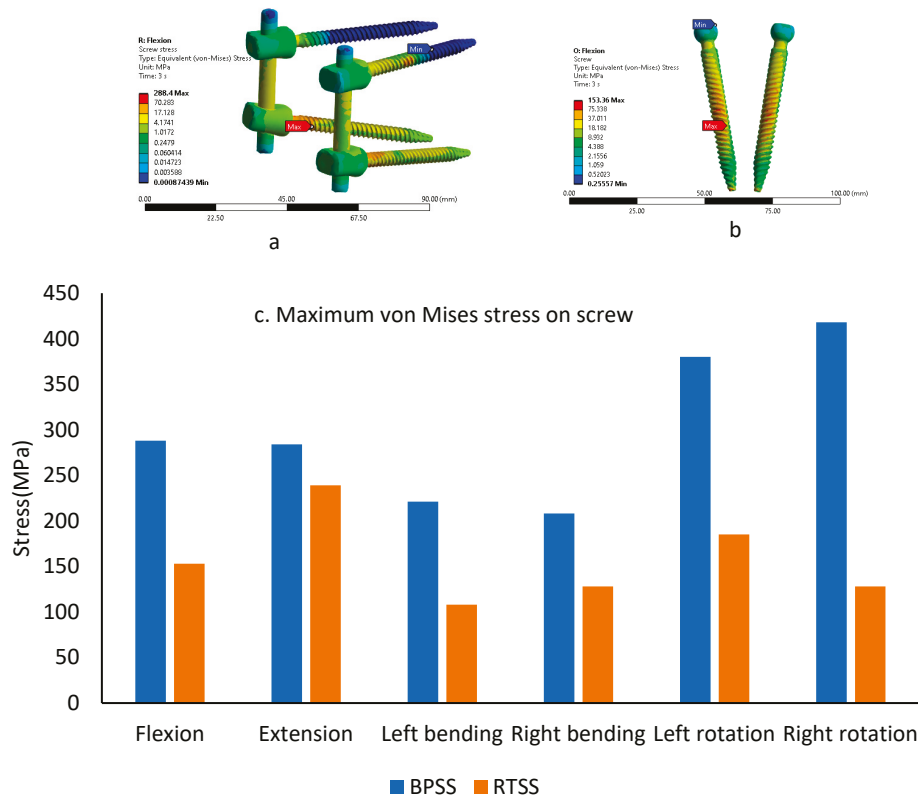 R: Flexion
Screw stress
Type: Equivalent (von-Mises) Stress
Unit: MPa
Time: 3 s
288.4 Max
70.283
17.128
4.1741
1.0172
0.2479
0.060414
0.014723
0.003588
0.00087439 Min
Min
Max
0.00 45.00 90.00 (mm)
22.50 67.50
a
O: Flexion
Screw
Type: Equivalent (von-Mises) Stress
Unit: MPa
Time: 3 s
153.36 Max
75.338
37.011
18.182
8.932
4.388
2.1556
1.059
0.52023
0.25557 Min
Min
Max
0.00 50.00 100.00 (mm)
25.00 75.00
b
c. Maximum von Mises stress on screw
Stress(MPa)
450
400
350
300
250
200
150
100
50
0
Flexion Extension Left bending Right bending Left rotation Right rotation
BPSS RTSS